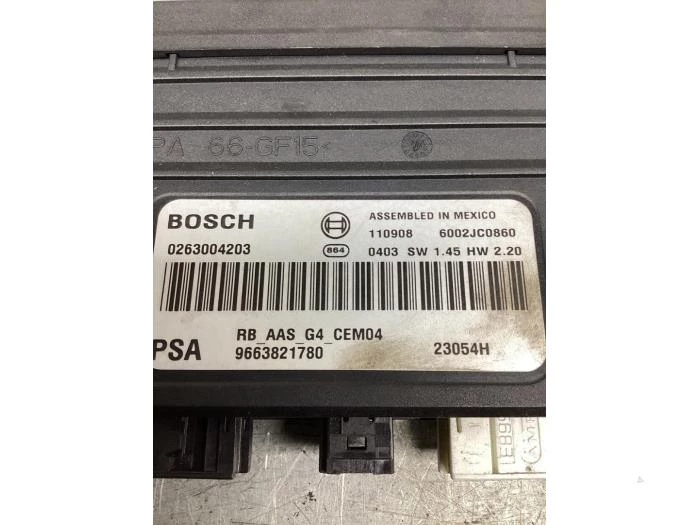 PA 66-GF15<
BOSCH
ASSEMBLED IN MEXICO
110908 6002JC0860
0263004203
864
0403 SW 1.45 HW 2.20
RB_AAS_G4_CEM04
PSA 9663821780 23054H